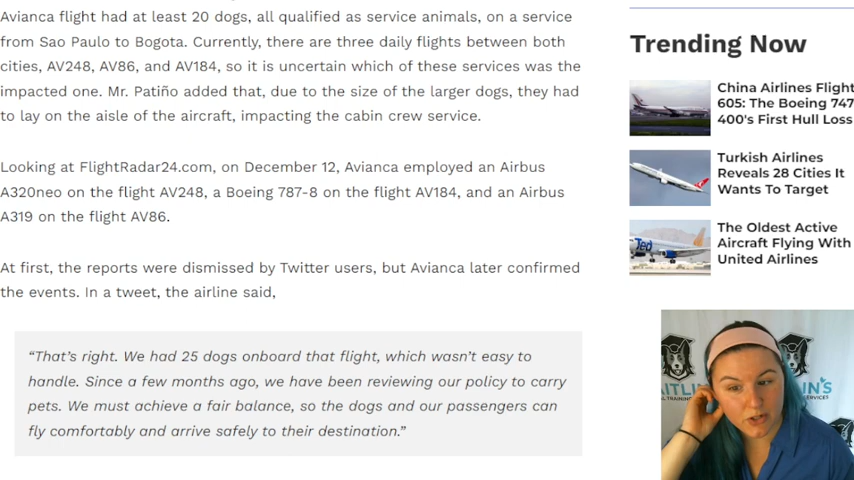 Avianca flight had at least 20 dogs, all qualified as service animals, on a service
from Sao Paulo to Bogota. Currently, there are three daily flights between both
cities, AV248, AV86, and AV184, so it is uncertain which of these services was the
impacted one. Mr. Patiño added that, due to the size of the larger dogs, they had
to lay on the aisle of the aircraft, impacting the cabin crew service.
Looking at FlightRadar24.com, on December 12, Avianca employed an Airbus
A320neo on the flight AV248, a Boeing 787-8 on the flight AV184, and an Airbus
A319 on the flight AV86.
At first, the reports were dismissed by Twitter users, but Avianca later confirmed
the events. In a tweet, the airline said,
“That’s right. We had 25 dogs onboard that flight, which wasn’t easy to
handle. Since a few months ago, we have been reviewing our policy to carry
pets. We must achieve a fair balance, so the dogs and our passengers can
fly comfortably and arrive safely to their destination.”
Trending Now
China Airlines Flight
605: The Boeing 747
400's First Hull Loss
Turkish Airlines
Reveals 28 Cities It
Wants To Target
The Oldest Active
Aircraft Flying With
United Airlines
Ted
AITLIN
LIN'S
L TRAINING
SERVICES